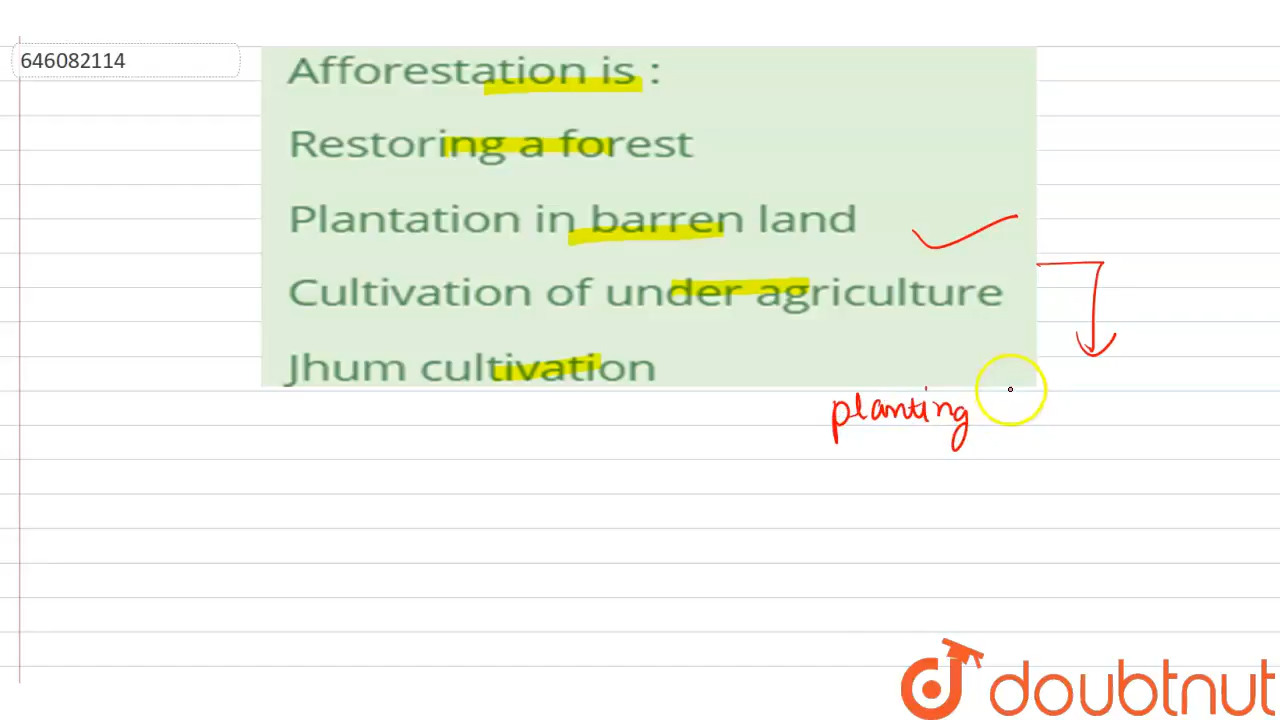 646082114
Afforestation is :
Restoring a forest
Plantation in barren land
Cultivation of under agriculture
Jhum cultivation
planting
doubtnut